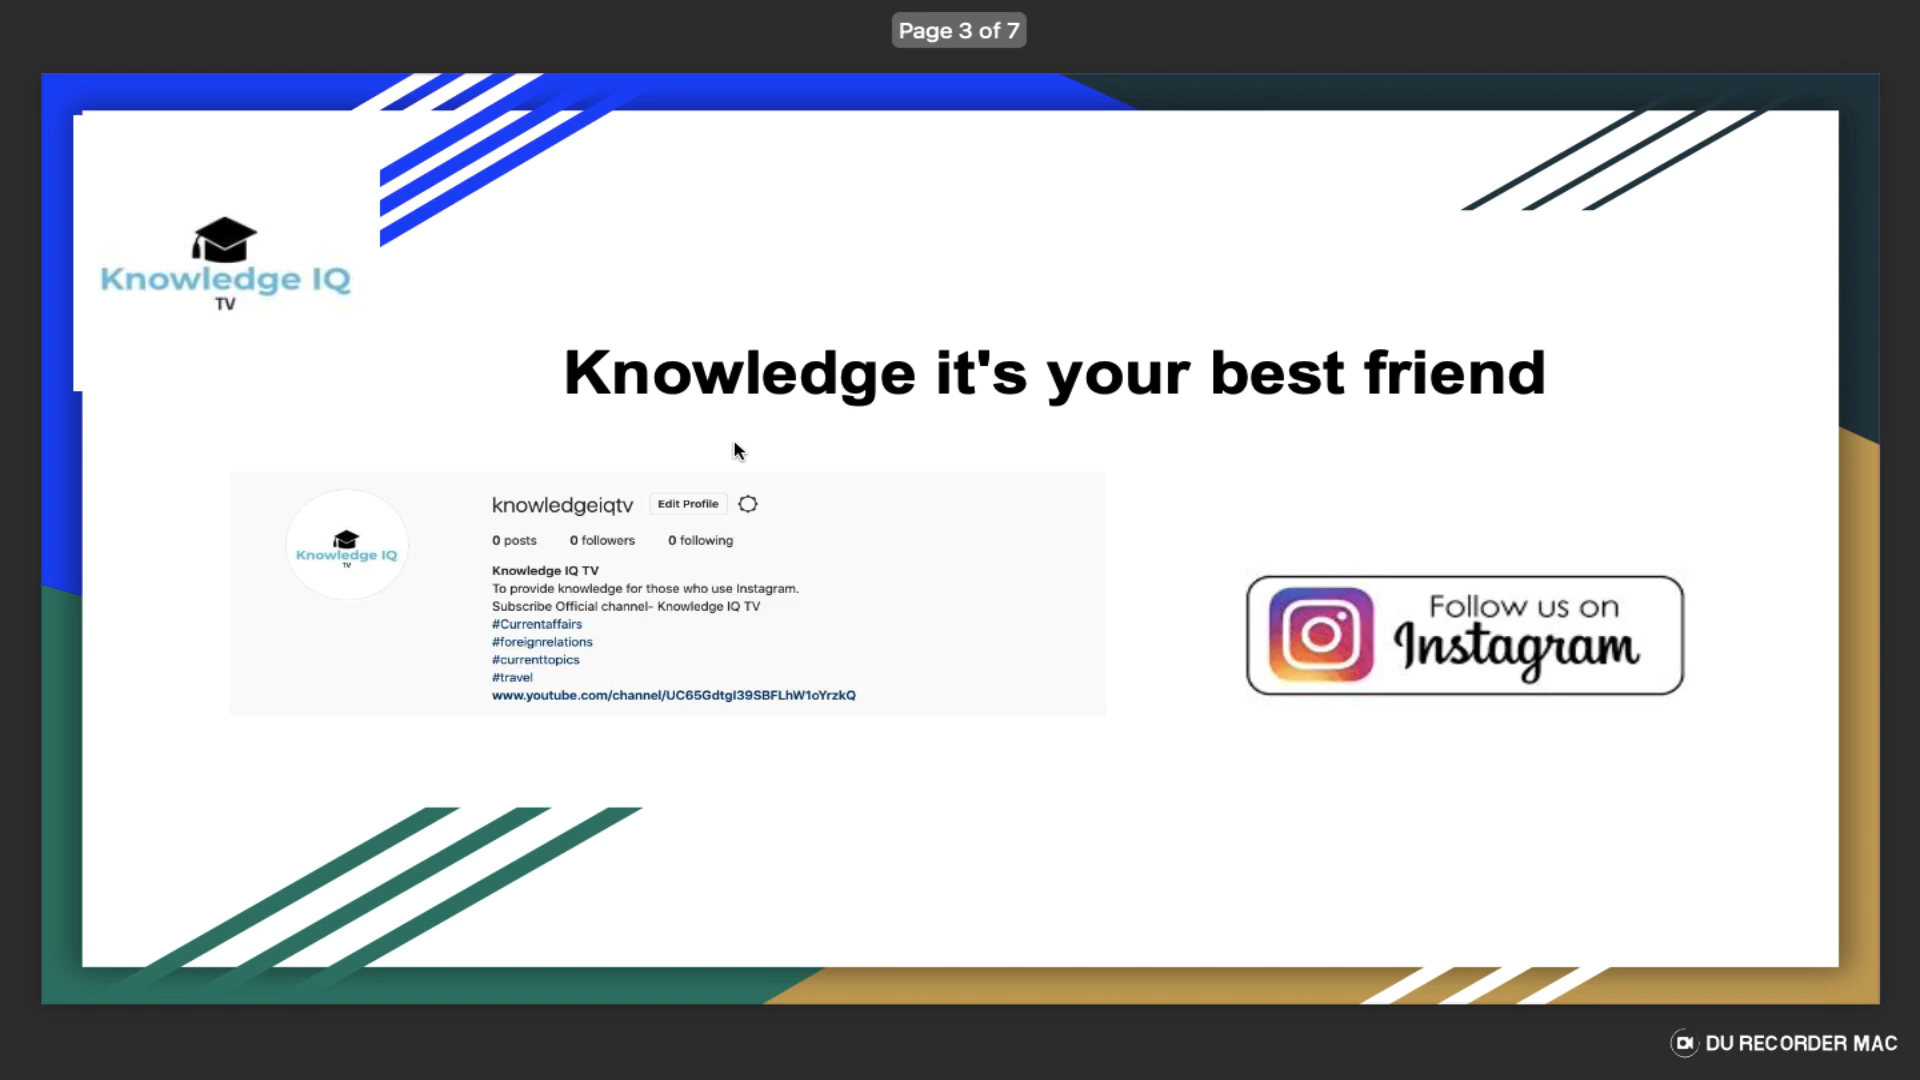 Page 3 of 7
Knowledge IQ
TV
Knowledge it's your best friend
knowledgeiqtv Edit Profile
0 posts 0 followers 0 following
Knowledge IQ
TV
Knowledge IQ TV
To provide knowledge for those who use Instagram.
Subscribe Official channel- Knowledge IQ TV
#Currentaffairs
#foreignrelations
#currenttopics
#travel
www.youtube.com/channel/UC65Gdtgl39SBFLhW1oYrzkQ
Follow us on
Instagram
DU RECORDER MAC